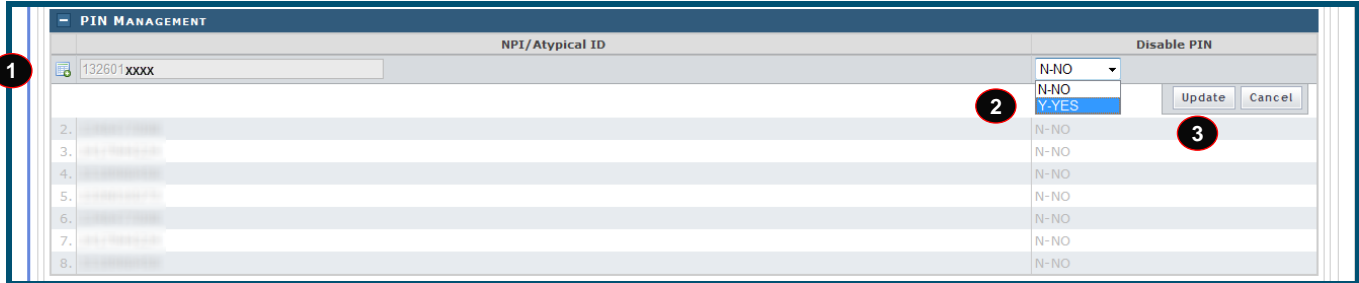 PIN MANAGEMENT
NPI/Atypical ID Disable PIN
1 132601xxxx N-NO
N-NO
2 Y-YES Update Cancel
2. N-NO 3
3. N-NO
4. N-NO
5. N-NO
6. N-NO
7. N-NO
8. N-NO